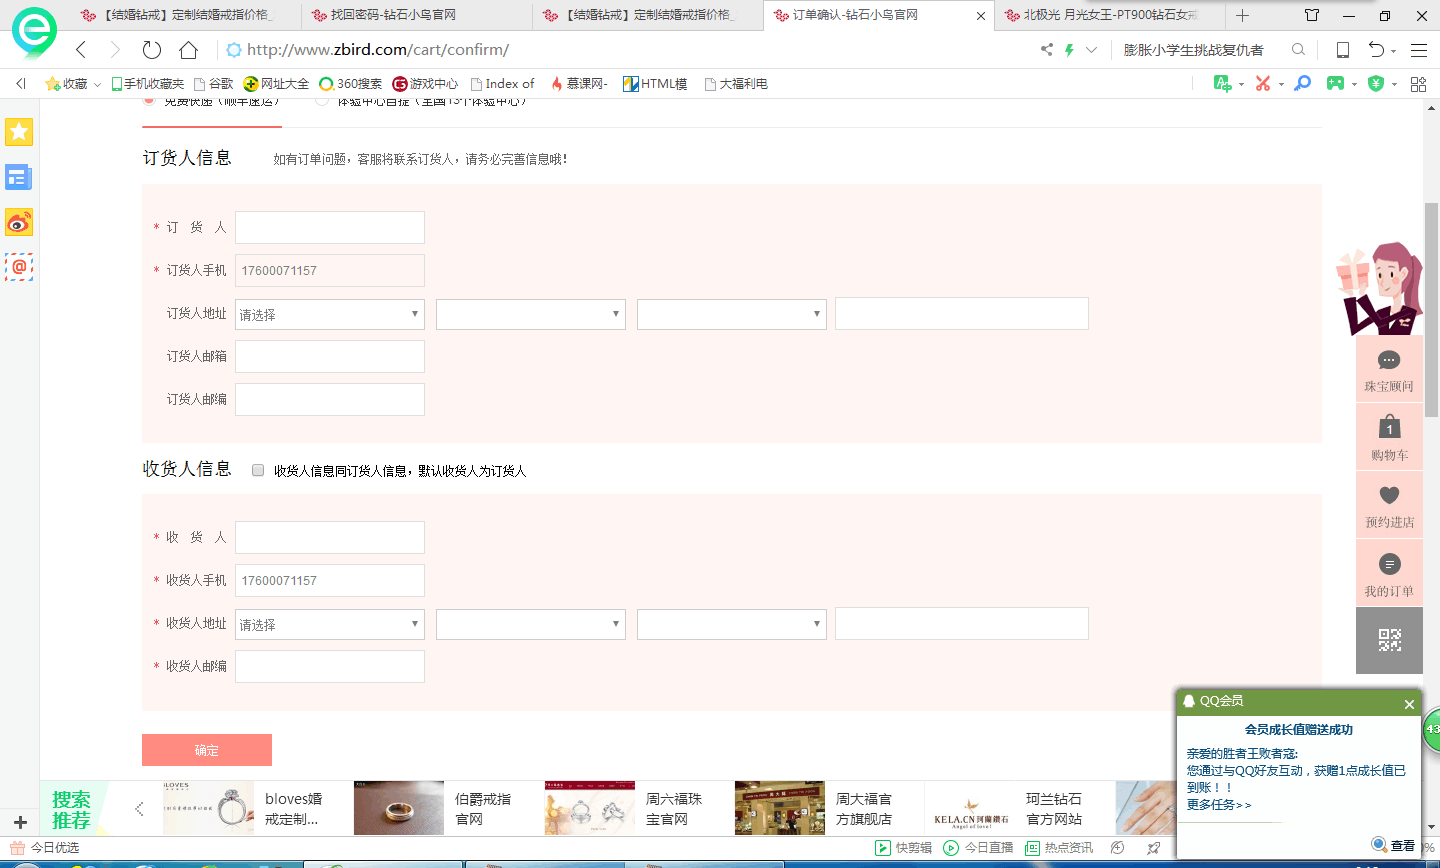 【结婚钻戒】定制结婚戒指价格_
找回密码-钻石小鸟官网
【结婚钻戒】定制结婚戒指价格_
订单确认-钻石小鸟官网
北极光 月光女王-PT900钻石女戒
http://www.zbird.com/cart/confirm/
膨胀小学生挑战复仇者
收藏 手机收藏夹 谷歌 网址大全 360搜索 游戏中心 Index of 慕课网- HTML模 大福利电
免费快递（顺丰速运） 体验中心自提（全国13个体验中心）
订货人信息 如有订单问题，客服将联系订货人，请务必完善信息哦！
* 订 货 人
* 订货人手机 17600071157
订货人地址 请选择
订货人邮箱
订货人邮编
收货人信息 收货人信息同订货人信息，默认收货人为订货人
* 收 货 人
* 收货人手机 17600071157
* 收货人地址 请选择
* 收货人邮编
确定
珠宝顾问
1
购物车
预约进店
我的订单
QQ会员
会员成长值赠送成功
亲爱的胜者王败者寇:
您通过与QQ好友互动，获赠1点成长值已
到账！！
更多任务>>
查看
43
搜索
推荐
BLOVES
bloves婚
戒定制...
伯爵戒指
官网
周六福珠
宝官网
周大福官
方旗舰店
KELA.CN 珂兰钻石
Angel of love!
珂兰钻石
官方网站
今日优选
快剪辑 今日直播 热点资讯